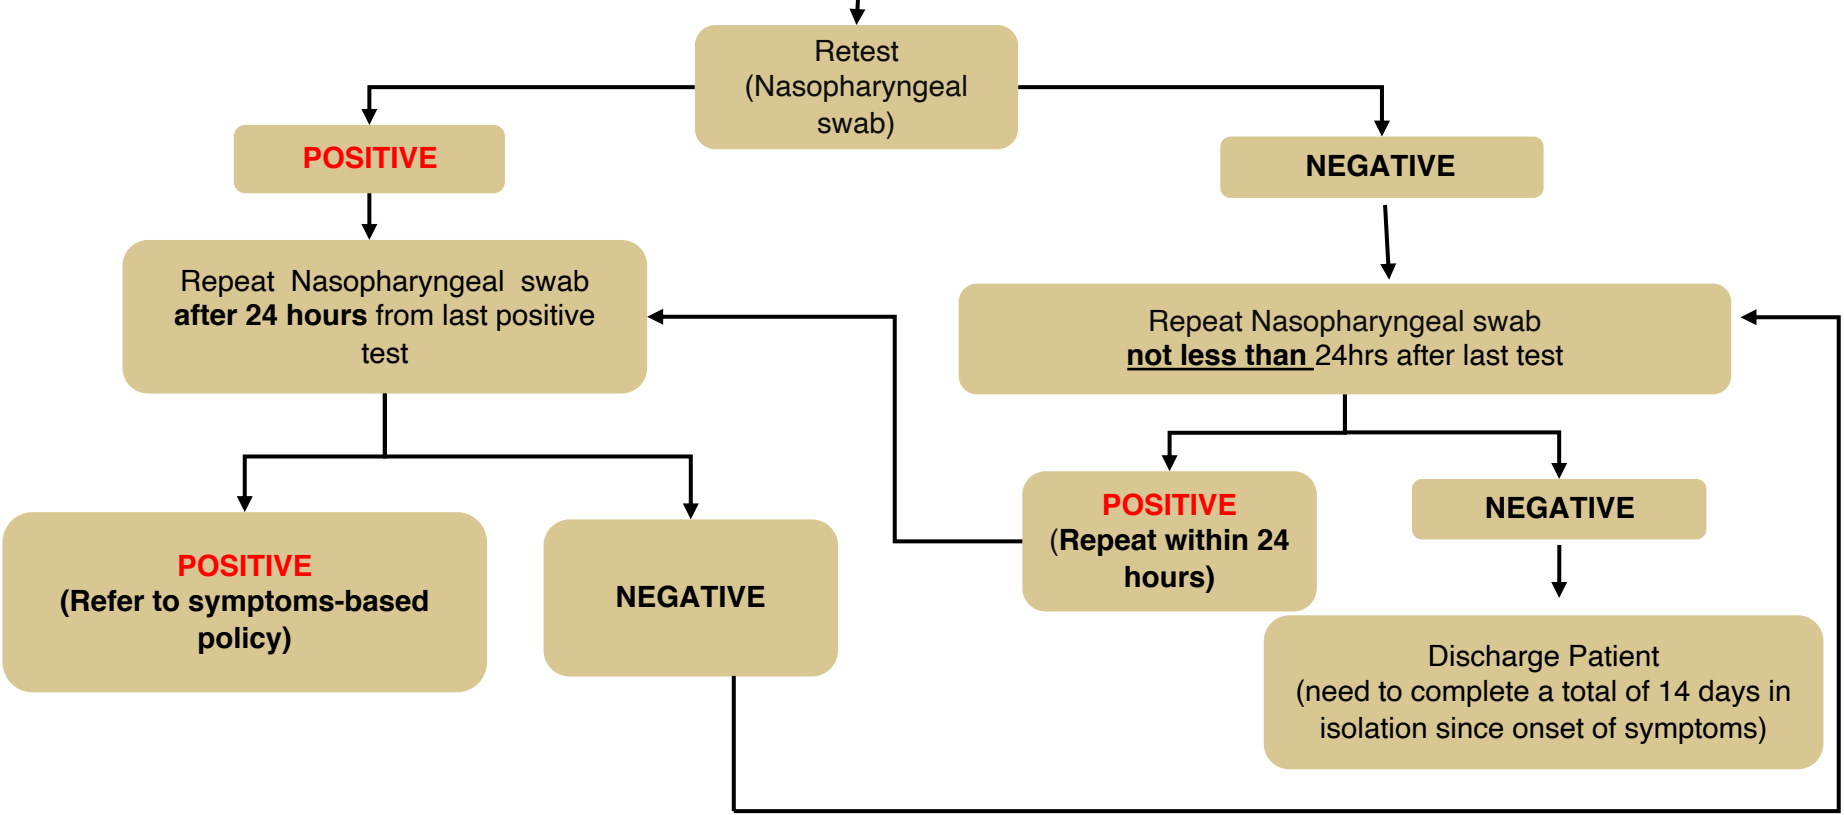 Retest
(Nasopharyngeal
swab)
POSITIVE
NEGATIVE
Repeat Nasopharyngeal swab
after 24 hours from last positive
test
Repeat Nasopharyngeal swab
not less than 24hrs after last test
POSITIVE
(Refer to symptoms-based
policy)
NEGATIVE
POSITIVE
(Repeat within 24
hours)
NEGATIVE
Discharge Patient
(need to complete a total of 14 days in
isolation since onset of symptoms)